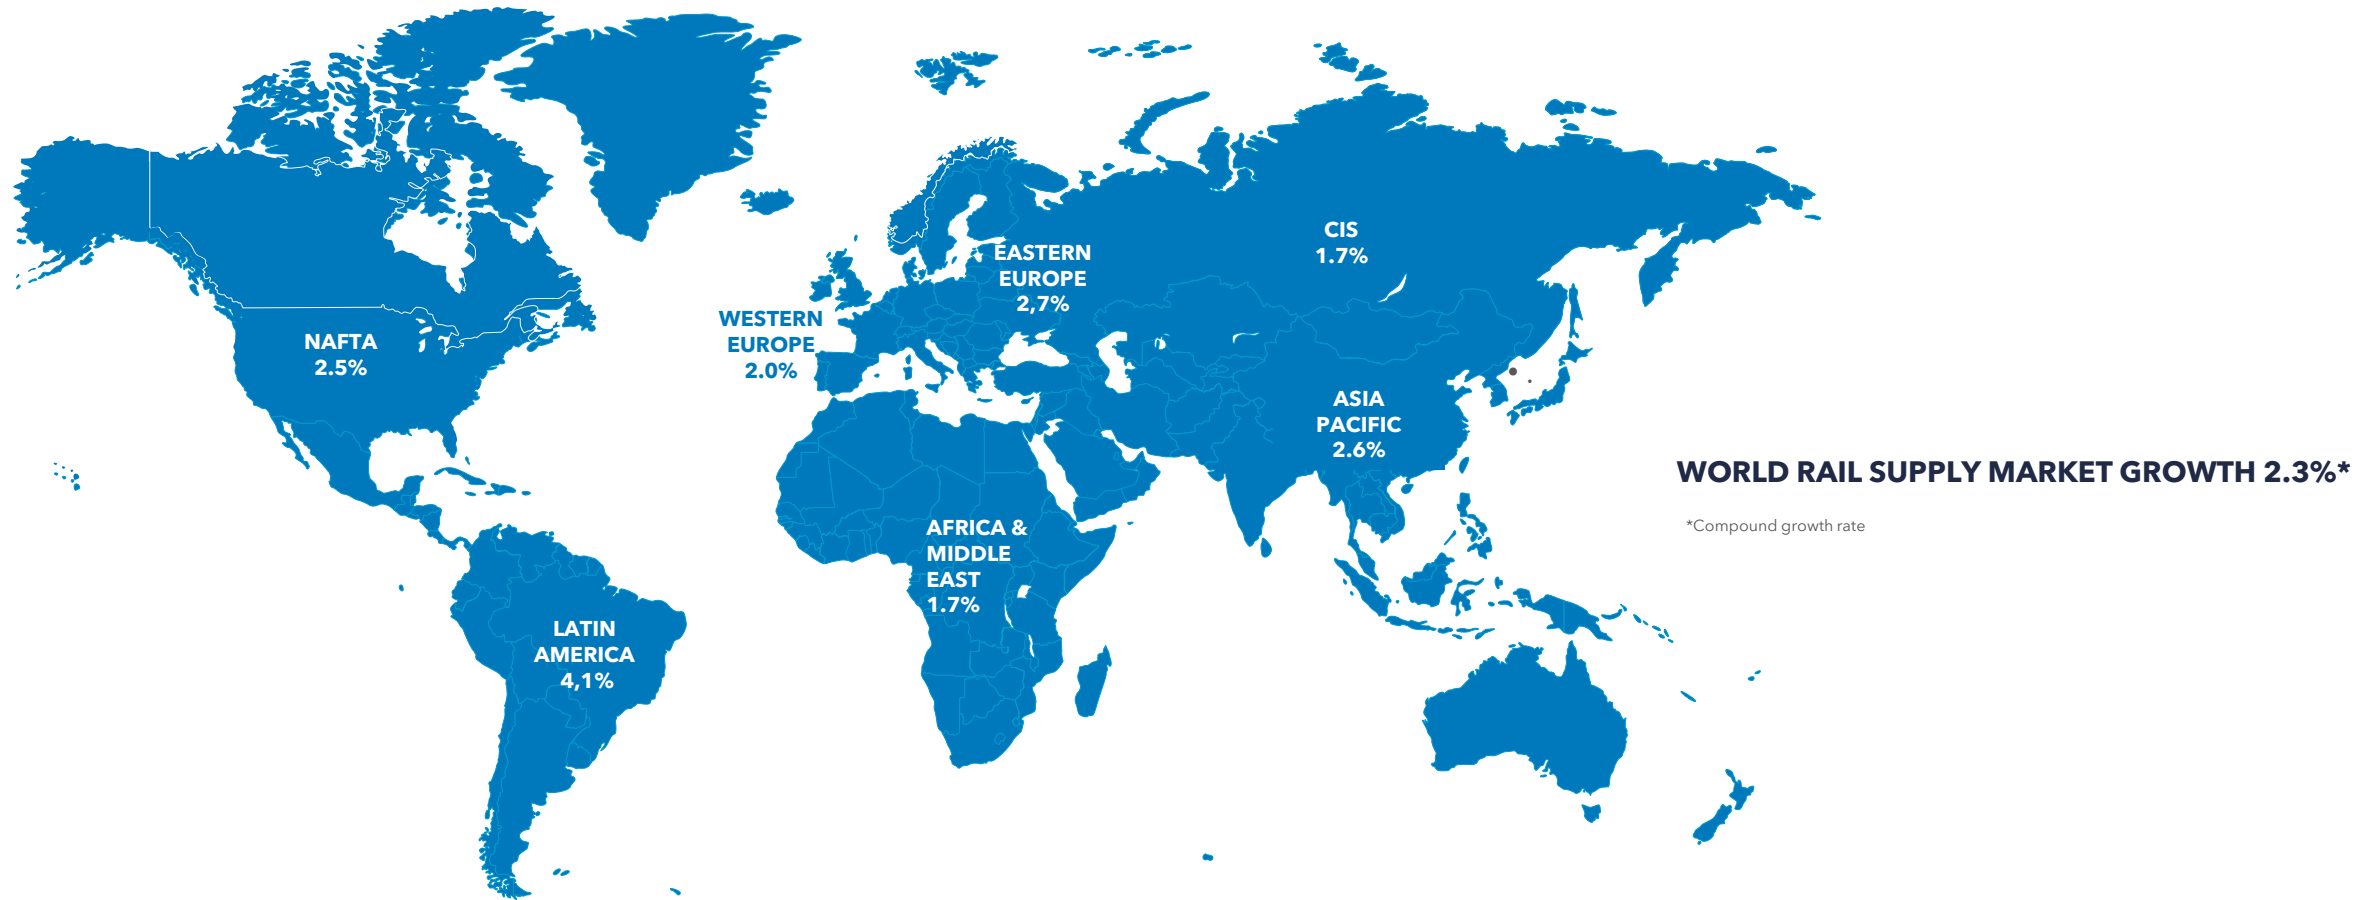 CIS
1.7%
EASTERN
EUROPE
2,7%
WESTERN
EUROPE
2.0%
NAFTA
2.5%
ASIA
PACIFIC
2.6%
WORLD RAIL SUPPLY MARKET GROWTH 2.3%*
*Compound growth rate
AFRICA &
MIDDLE
EAST
1.7%
LATIN
AMERICA
4,1%